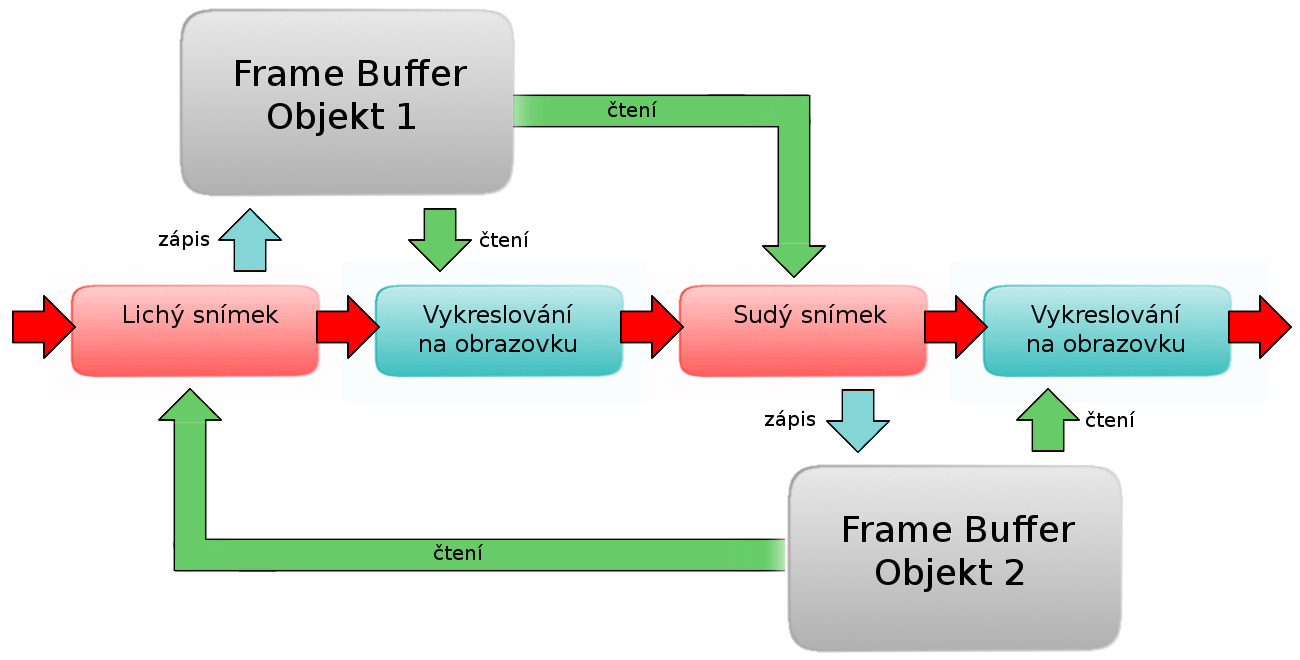 Frame Buffer
Objekt 1
čtení
zápis
čtení
Lichý snímek
Vykreslování
na obrazovku
Sudý snímek
Vykreslování
na obrazovku
zápis
čtení
čtení
Frame Buffer
Objekt 2